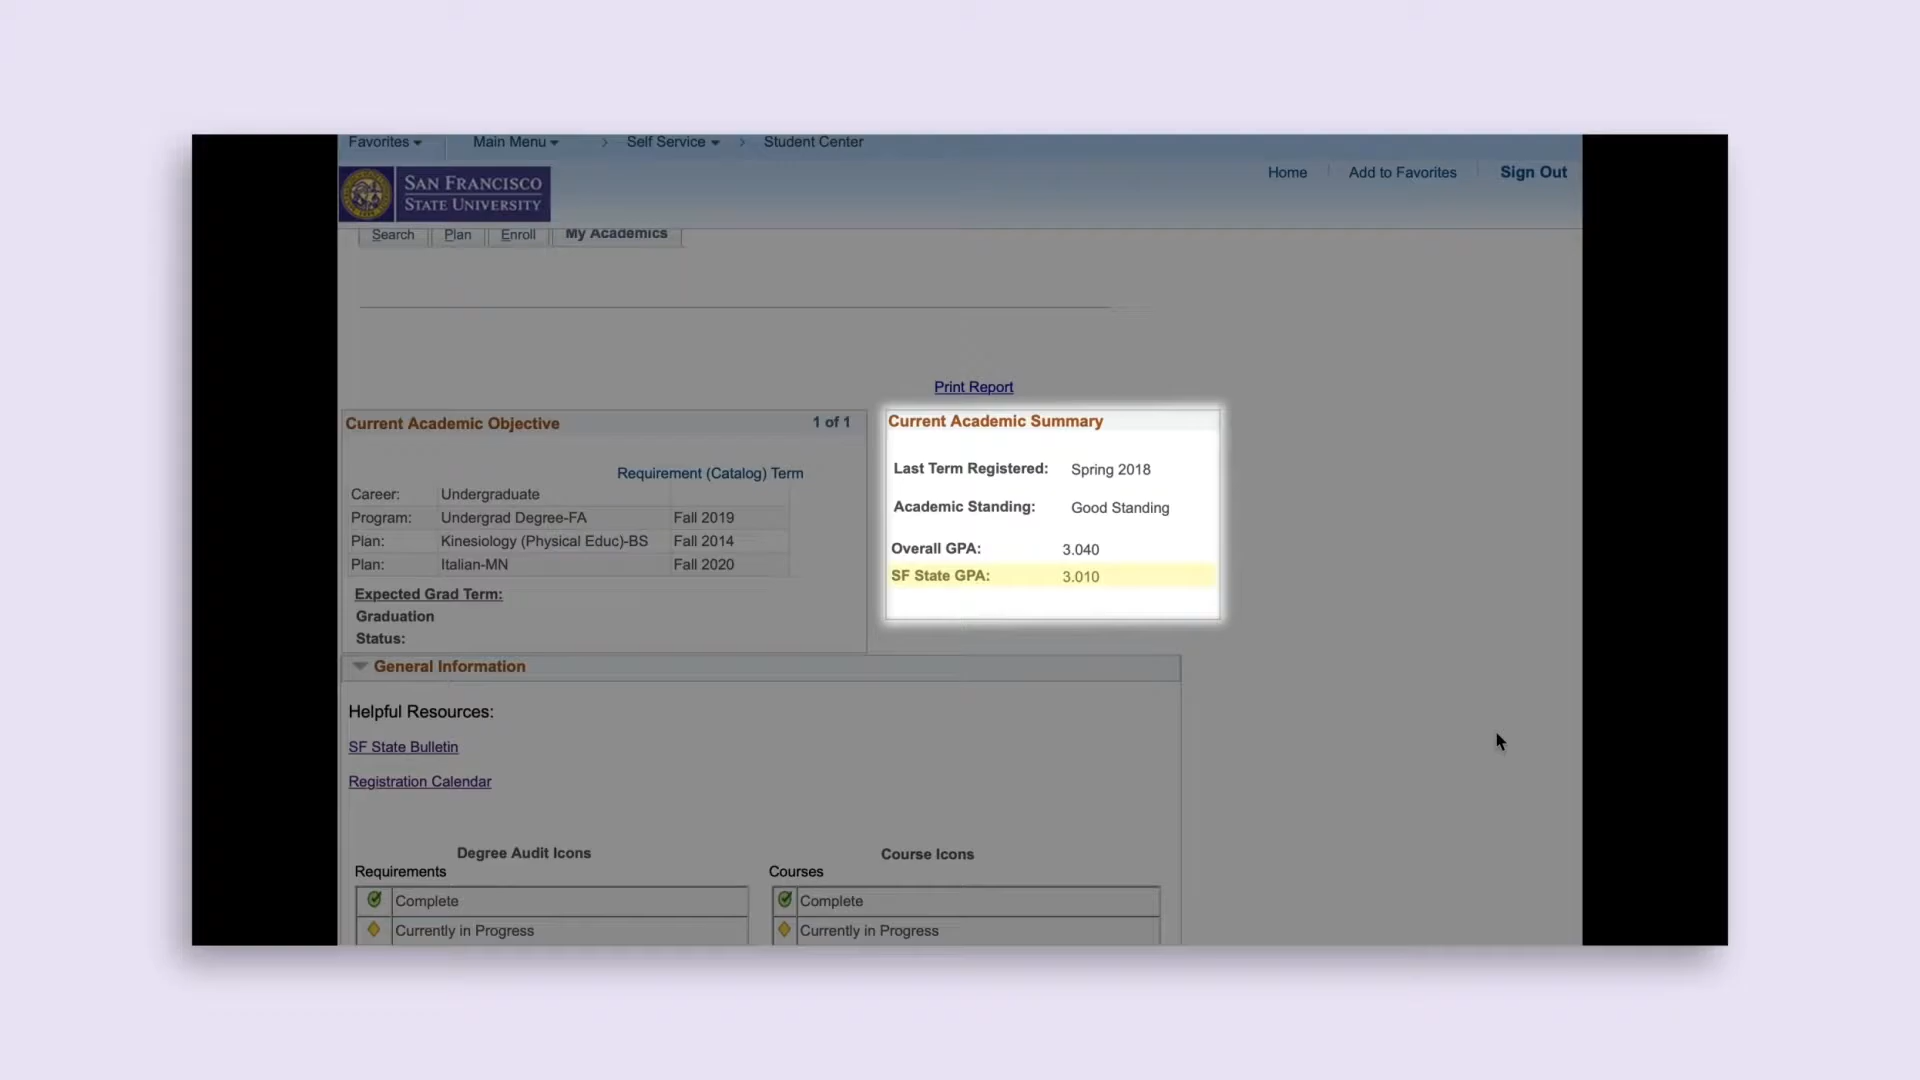 Favorites Main Menu > Self Service > Student Center
SAN FRANCISCO
STATE UNIVERSITY
Home Add to Favorites Sign Out
Search Plan Enroll My Academics
Print Report
Current Academic Objective 1 of 1
Requirement (Catalog) Term
Career: Undergraduate
Program: Undergrad Degree-FA Fall 2019
Plan: Kinesiology (Physical Educ)-BS Fall 2014
Plan: Italian-MN Fall 2020
Expected Grad Term:
Graduation
Status:
Current Academic Summary
Last Term Registered: Spring 2018
Academic Standing: Good Standing
Overall GPA: 3.040
SF State GPA: 3.010
General Information
Helpful Resources:
SF State Bulletin
Registration Calendar
Degree Audit Icons
Requirements
Complete
Currently in Progress
Course Icons
Courses
Complete
Currently in Progress